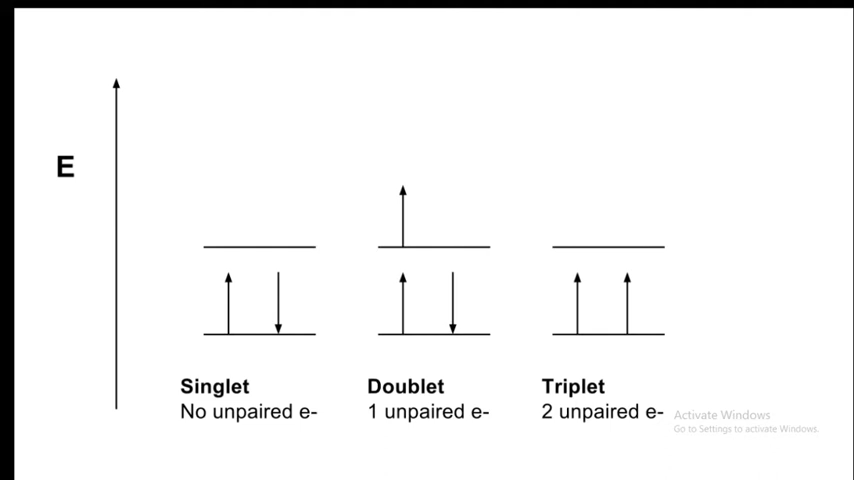 E
Singlet
No unpaired e-
Doublet
1 unpaired e-
Triplet
2 unpaired e-
Activate Windows
Go to Settings to activate Windows.